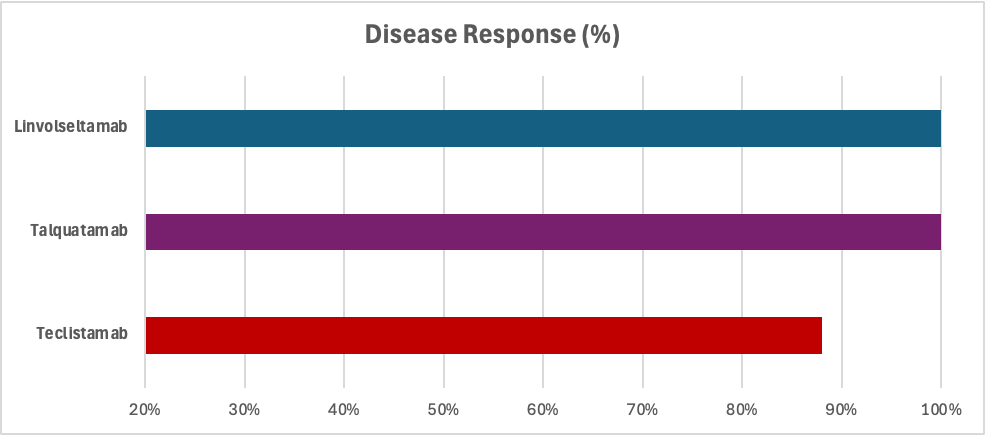 Disease Response (%)
Linvolseltamab
Talquatamab
Teclistamab
20% 30% 40% 50% 60% 70% 80% 90% 100%